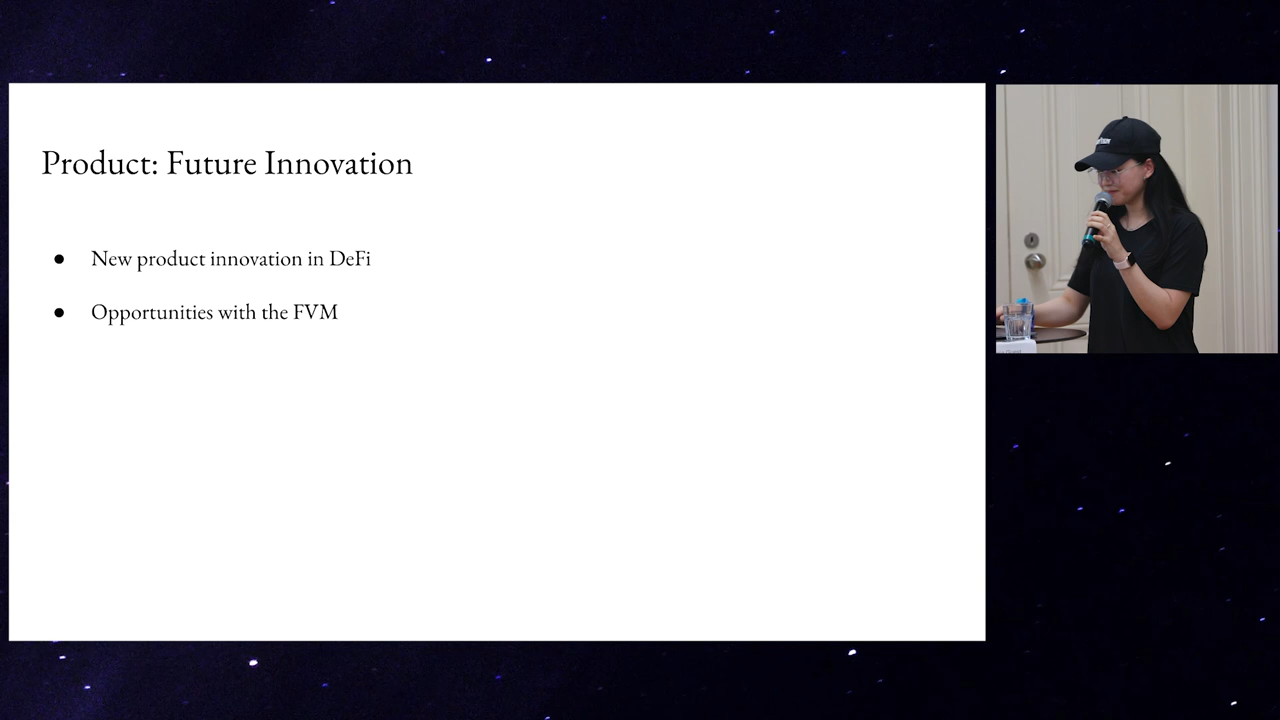 Product: Future Innovation
● New product innovation in DeFi
● Opportunities with the FVM